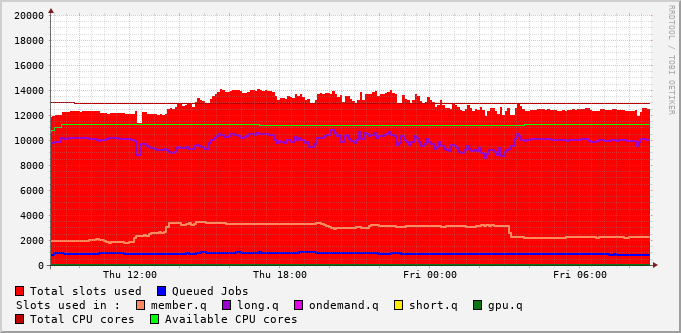 RRDTOOL / TOBI OETIKER
20000
18000
16000
14000
12000
10000
8000
6000
4000
2000
0
Thu 12:00 Thu 18:00 Fri 00:00 Fri 06:00
Total slots used Queued Jobs
Slots used in : member.q long.q ondemand.q short.q gpu.q
Total CPU cores Available CPU cores